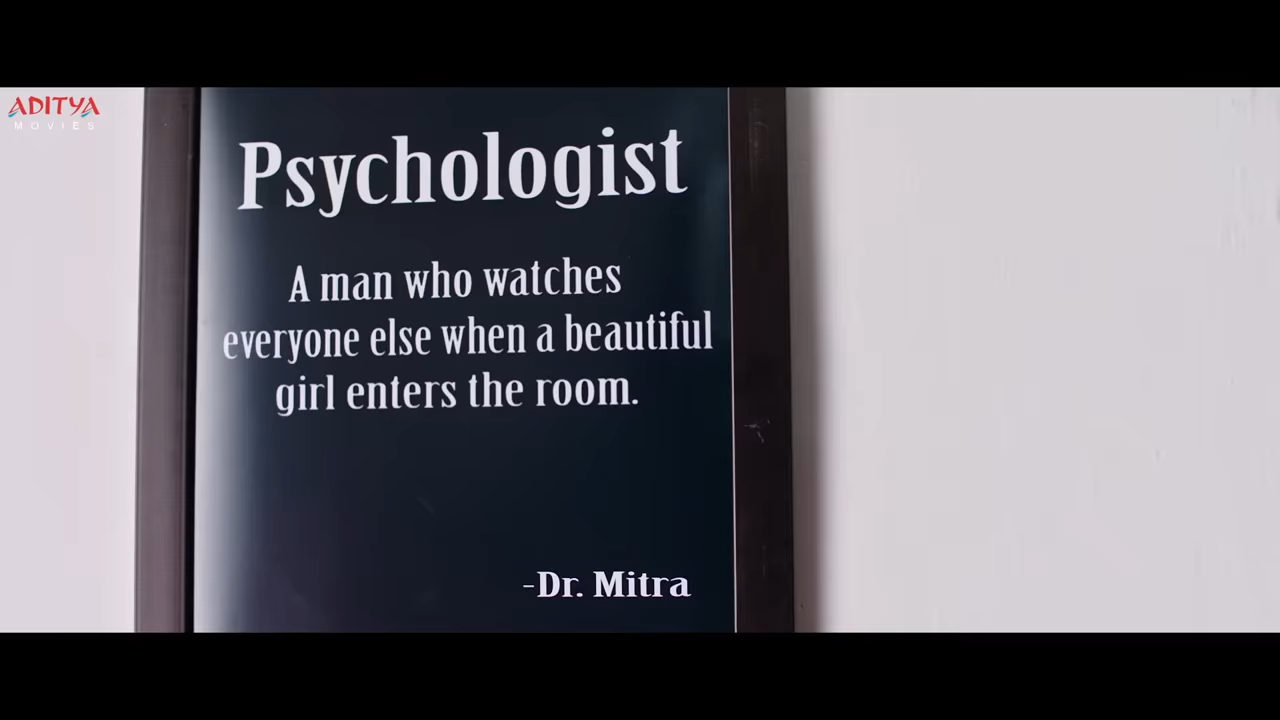 ADITYA
MOVIES
Psychologist
A man who watches
everyone else when a beautiful
girl enters the room.
-Dr. Mitra